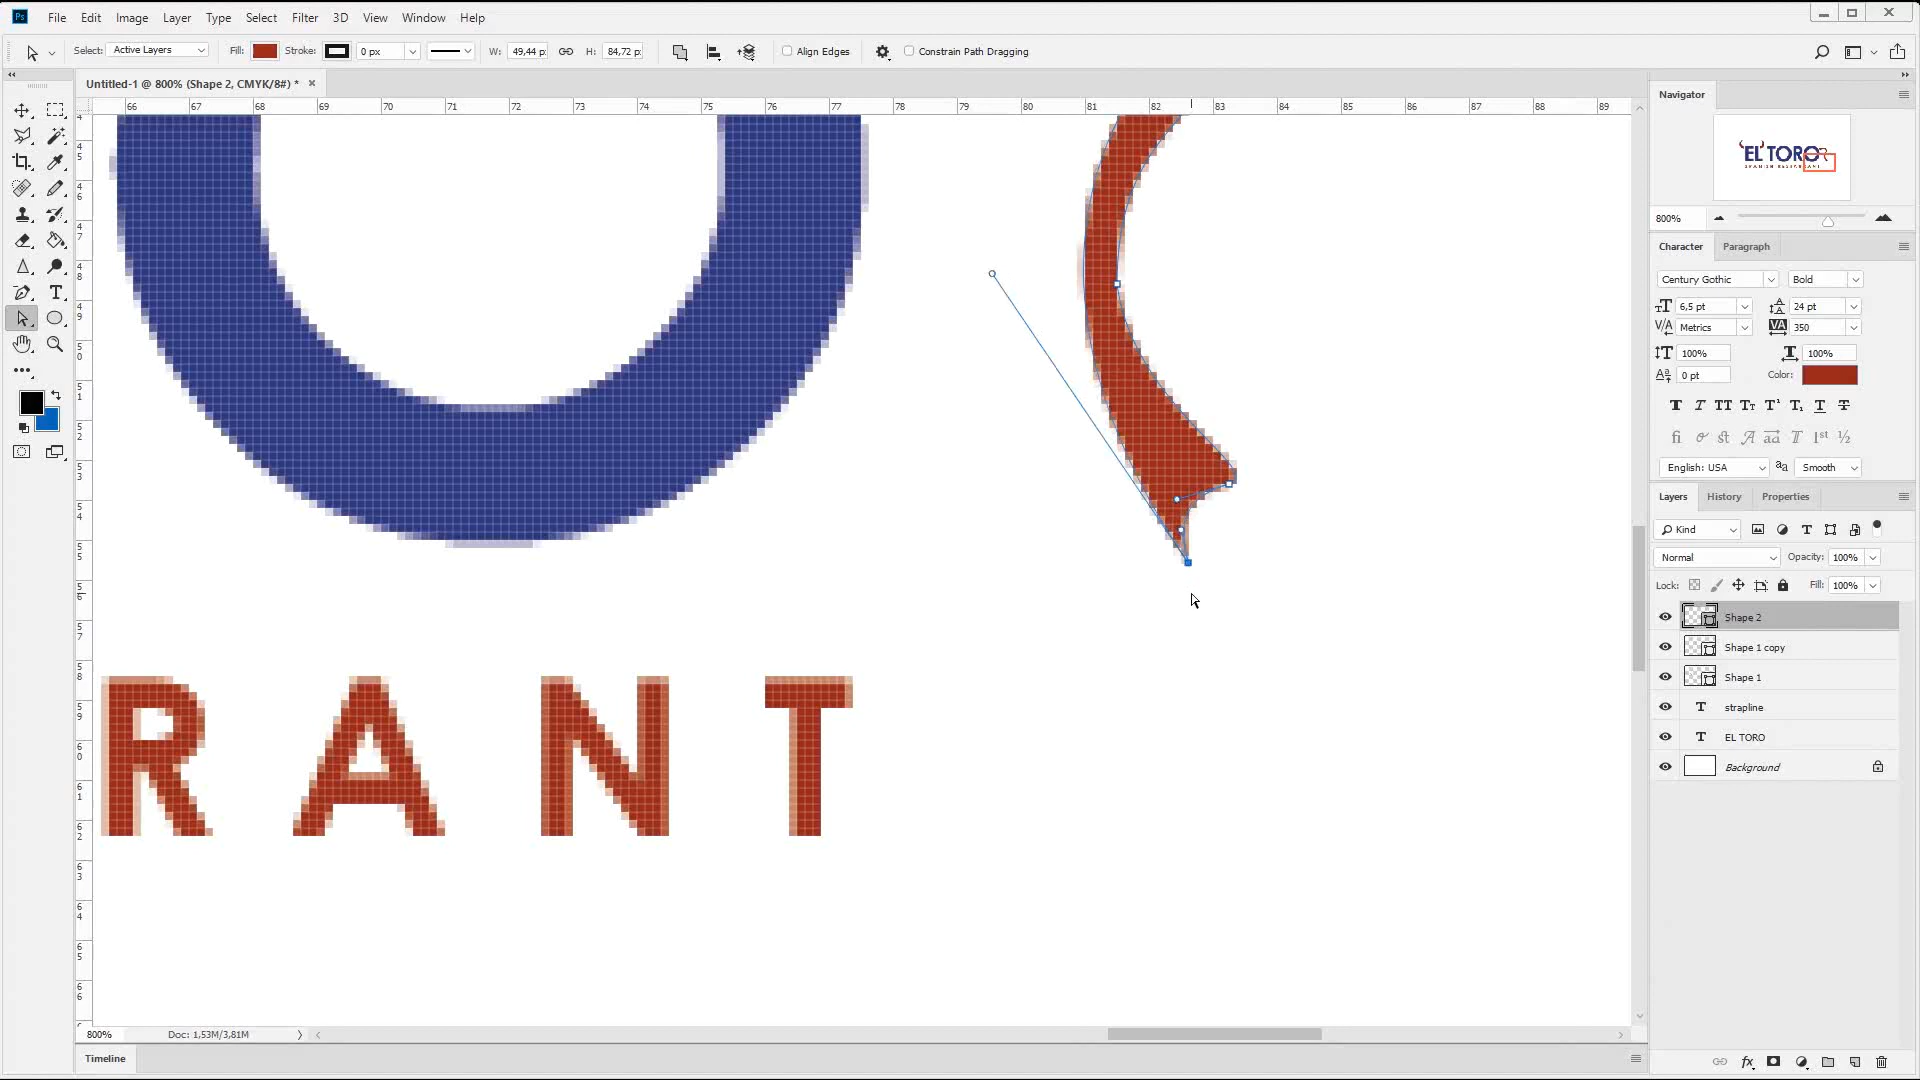 Ps File Edit Image Layer Type Select Filter 3D View Window Help
Select: Active Layers Fill: Stroke: 0 px W: 49,44 p: H: 84,72 p: Align Edges Constrain Path Dragging
Untitled-1 @ 800% (Shape 2, CMYK/8#) * ×
66 67 68 69 70 71 72 73 74 75 76 77 78 79 80 81 82 83 84 85 86 87 88 89
Navigator
EL TORO
800%
Character Paragraph
Century Gothic Bold
6,5 pt 24 pt
Metrics 350
100% 100%
0 pt Color:
English: USA aa Smooth
Layers History Properties
Kind
Normal Opacity: 100%
Lock: Fill: 100%
Shape 2
Shape 1 copy
Shape 1
strapline
EL TORO
Background
RANT
800% Doc: 1,53M/3,81M
Timeline
fx